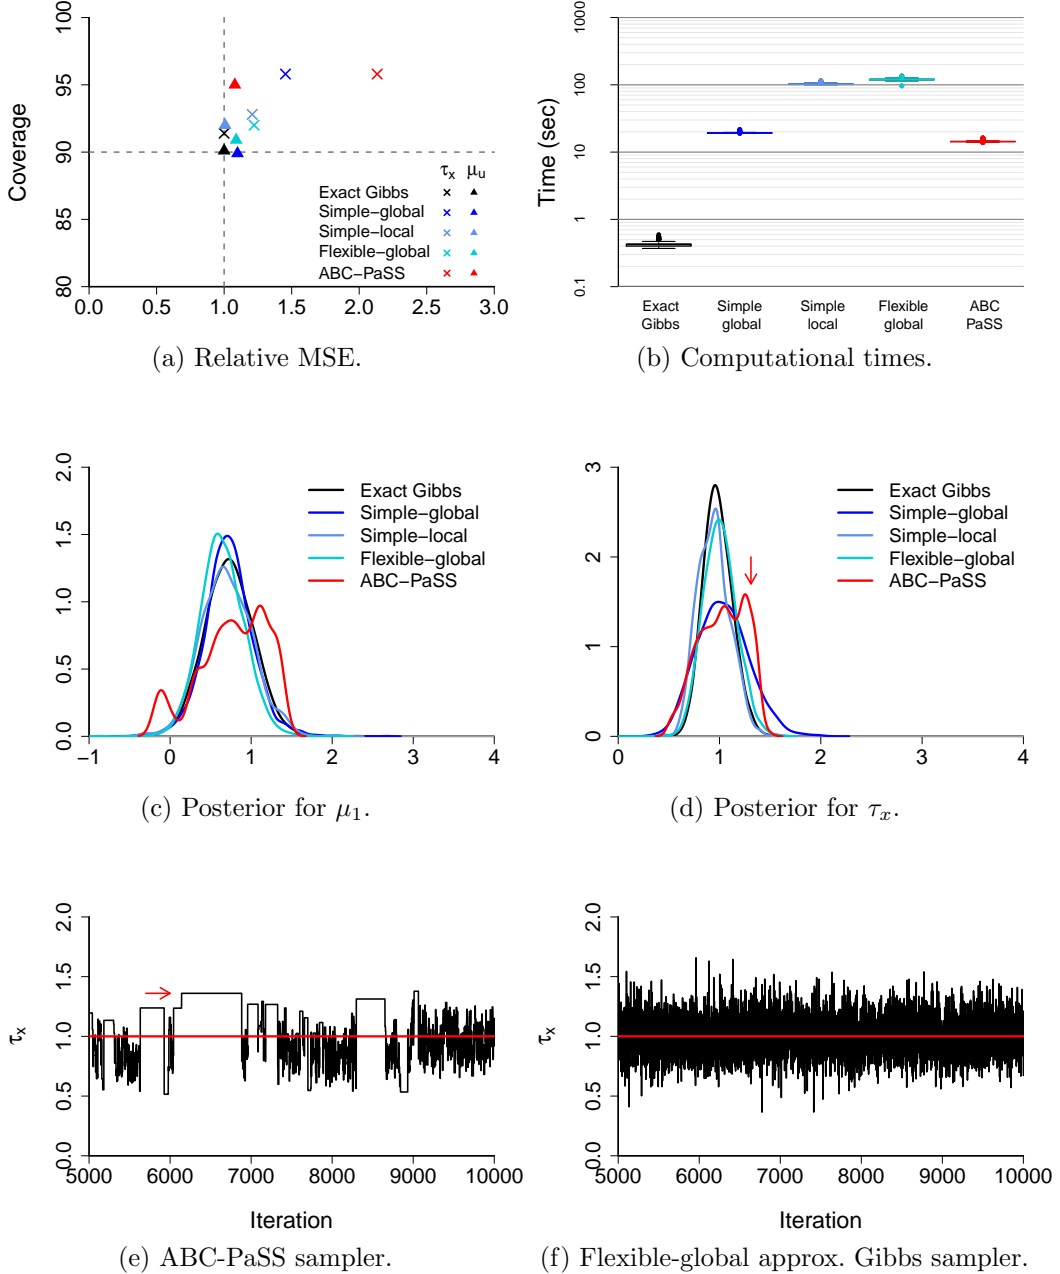 Coverage
100
95
90
85
80
τx μu
Exact Gibbs
Simple−global
Simple−local
Flexible−global
ABC−PaSS
0.0 0.5 1.0 1.5 2.0 2.5 3.0
(a) Relative MSE.
Time (sec)
1000
100
10
1
0.1
Exact Gibbs
Simple global
Simple local
Flexible global
ABC PaSS
(b) Computational times.
2.0
1.5
1.0
0.5
0.0
Exact Gibbs
Simple−global
Simple−local
Flexible−global
ABC−PaSS
−1 0 1 2 3 4
(c) Posterior for μ1.
3
2
1
0
Exact Gibbs
Simple−global
Simple−local
Flexible−global
ABC−PaSS
0 1 2 3 4
(d) Posterior for τx.
τx
2.0
1.5
1.0
0.5
0.0
5000 6000 7000 8000 9000 10000
Iteration
(e) ABC-PaSS sampler.
τx
2.0
1.5
1.0
0.5
0.0
5000 6000 7000 8000 9000 10000
Iteration
(f) Flexible-global approx. Gibbs sampler.